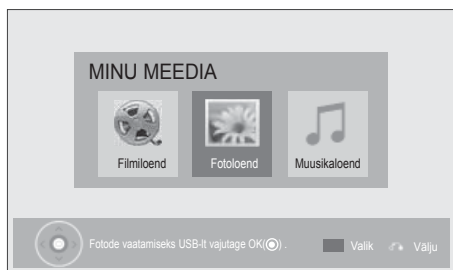 MINU MEEDIA
Filmiloend Fotoloend Muusikaloend
Fotode vaatamiseks USB-lt vajutage OK(◉) . Valik Välju